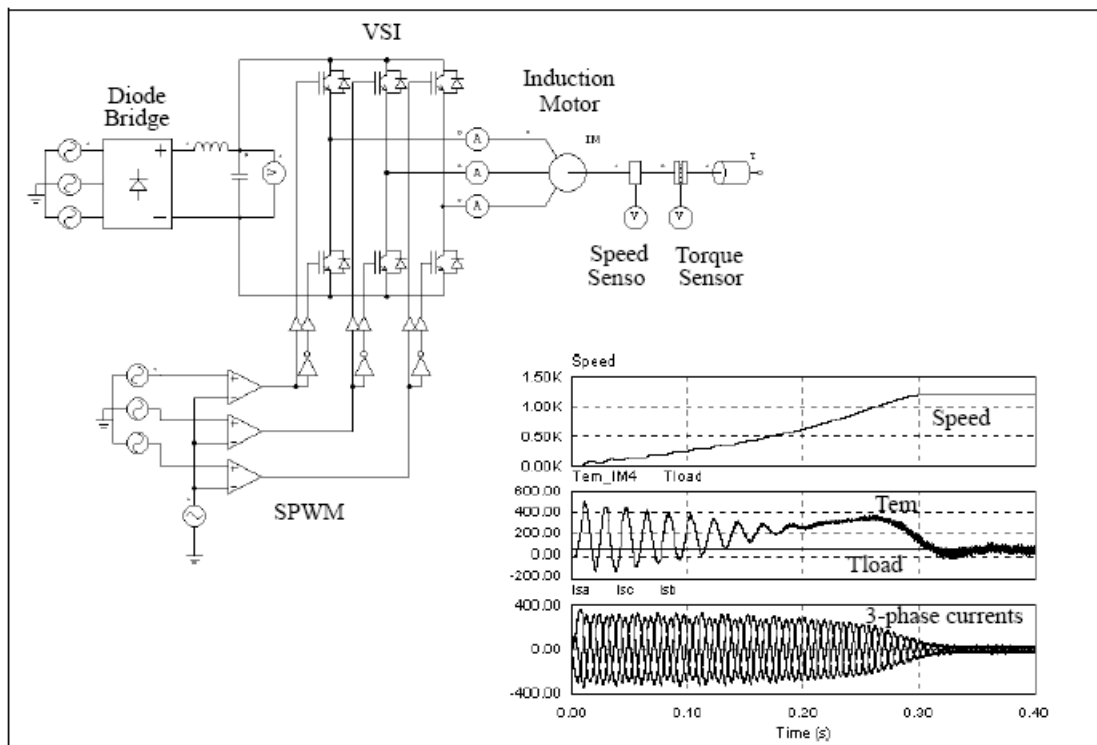 VSI
Diode
Bridge
Induction
Motor
IM
T
A
A
A
V
V
V
Speed
Senso
Torque
Sensor
SPWM
Speed
1.50K
1.00K
0.50K
0.00K
Speed
Tem_IM4 Tload
600.00
400.00
200.00
0.00
-200.00
Tem
Tload
Isa Isc Isb
400.00
0.00
-400.00
3-phase currents
0.00 0.10 0.20 0.30 0.40
Time (s)